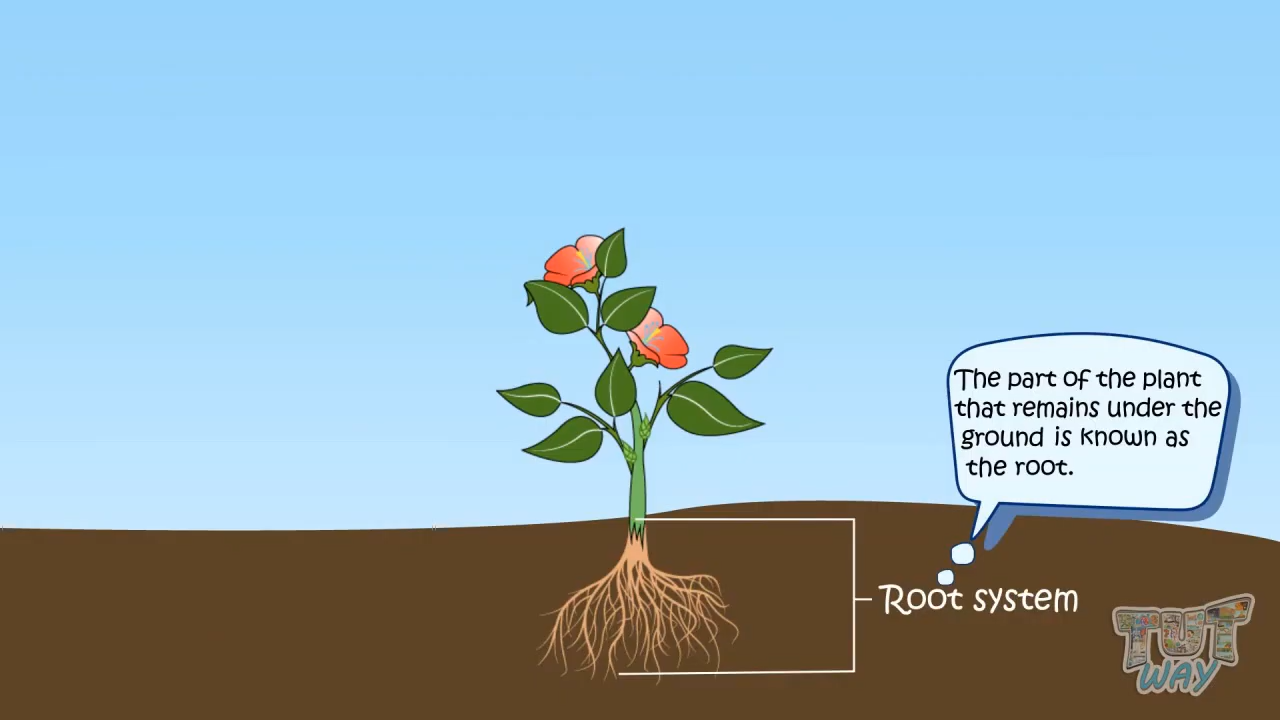 The part of the plant
that remains under the
ground is known as
the root.
Root system
TUT
WAY